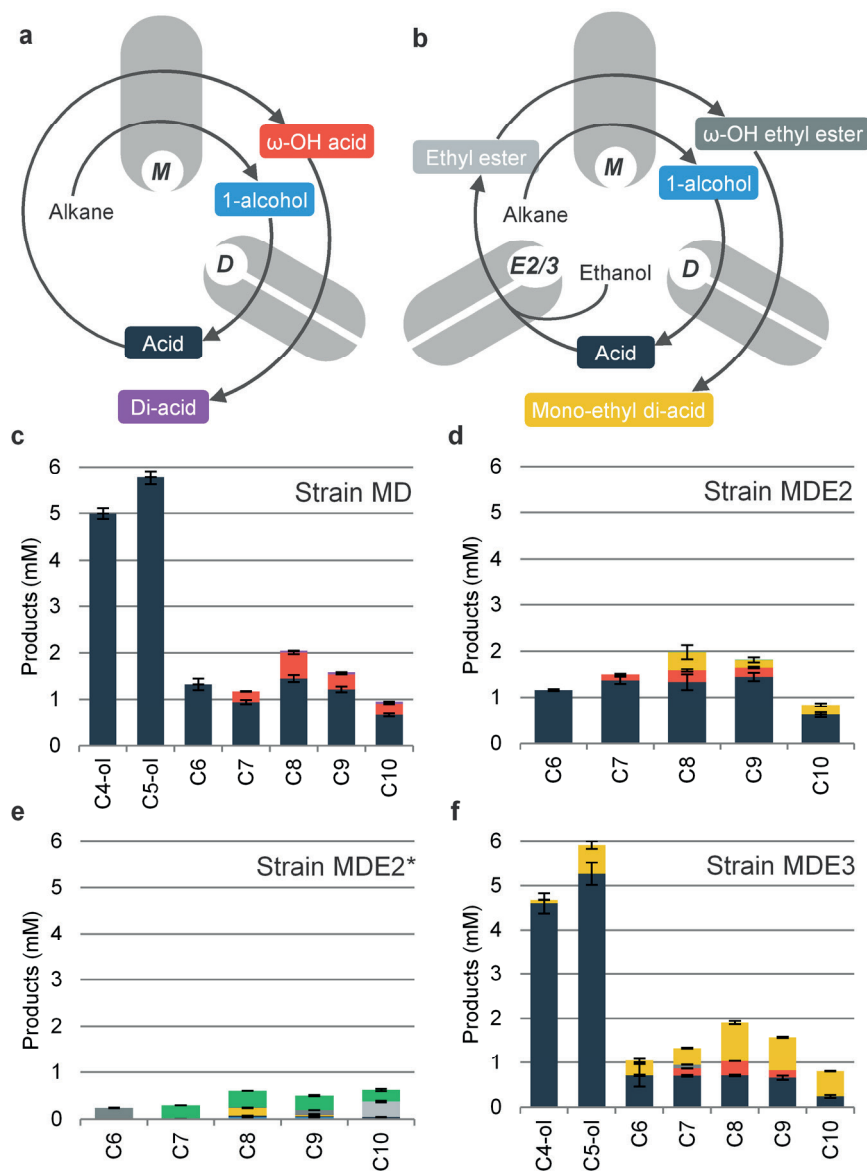 a
M
Alkane
ω-OH acid
1-alcohol
D
Acid
Di-acid
b
Ethyl ester
M
Alkane
ω-OH ethyl ester
1-alcohol
E2/3
Ethanol
D
Acid
Mono-ethyl di-acid
c
Strain MD
Products (mM)
6
5
4
3
2
1
0
C4-ol
C5-ol
C6
C7
C8
C9
C10
d
Strain MDE2
Products (mM)
6
5
4
3
2
1
0
C6
C7
C8
C9
C10
e
Strain MDE2*
Products (mM)
6
5
4
3
2
1
0
C6
C7
C8
C9
C10
f
Strain MDE3
Products (mM)
6
5
4
3
2
1
0
C4-ol
C5-ol
C6
C7
C8
C9
C10